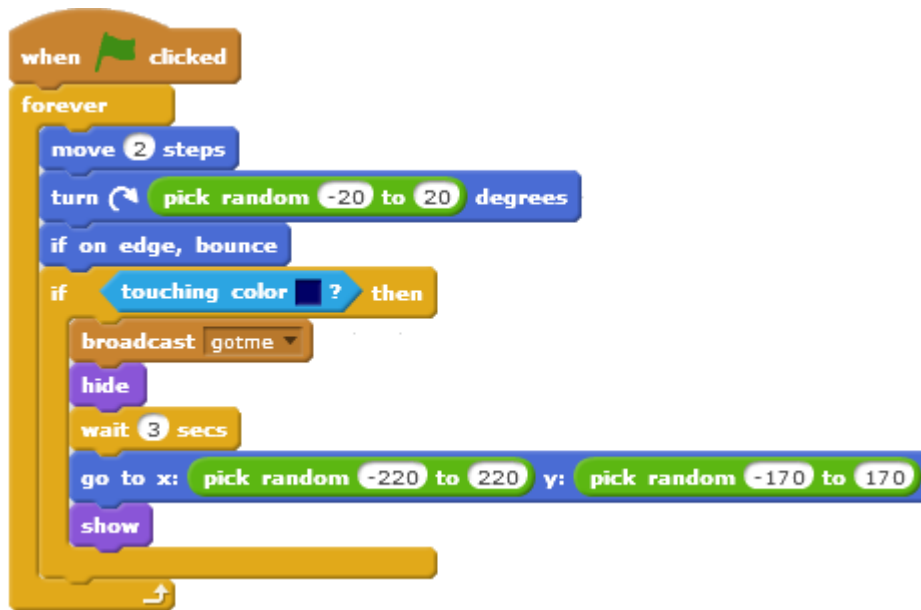 when clicked
forever
move 2 steps
turn pick random -20 to 20 degrees
if on edge, bounce
if touching color ? then
broadcast gotme
hide
wait 3 secs
go to x: pick random -220 to 220 y: pick random -170 to 170
show